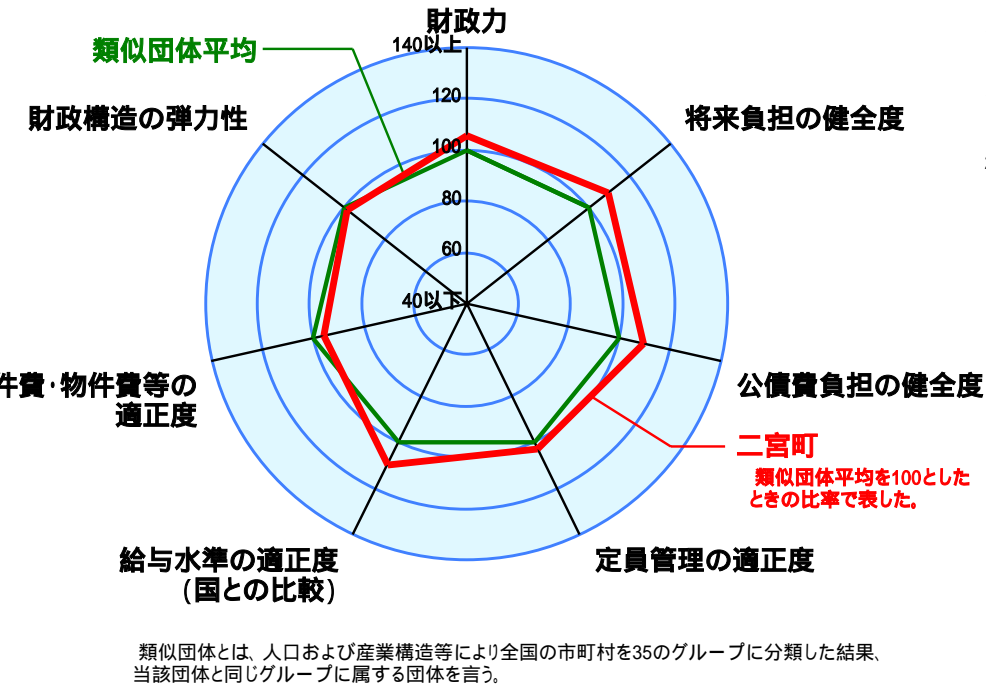 財政力
類似団体平均
140以上
120
100
80
60
40以下
財政構造の弾力性
将来負担の健全度
件費・物件費等の
適正度
公債費負担の健全度
二宮町
類似団体平均を100とした
ときの比率で表した。
給与水準の適正度
(国との比較)
定員管理の適正度
類似団体とは、人口および産業構造等により全国の市町村を35のグループに分類した結果、
当該団体と同じグループに属する団体を言う。